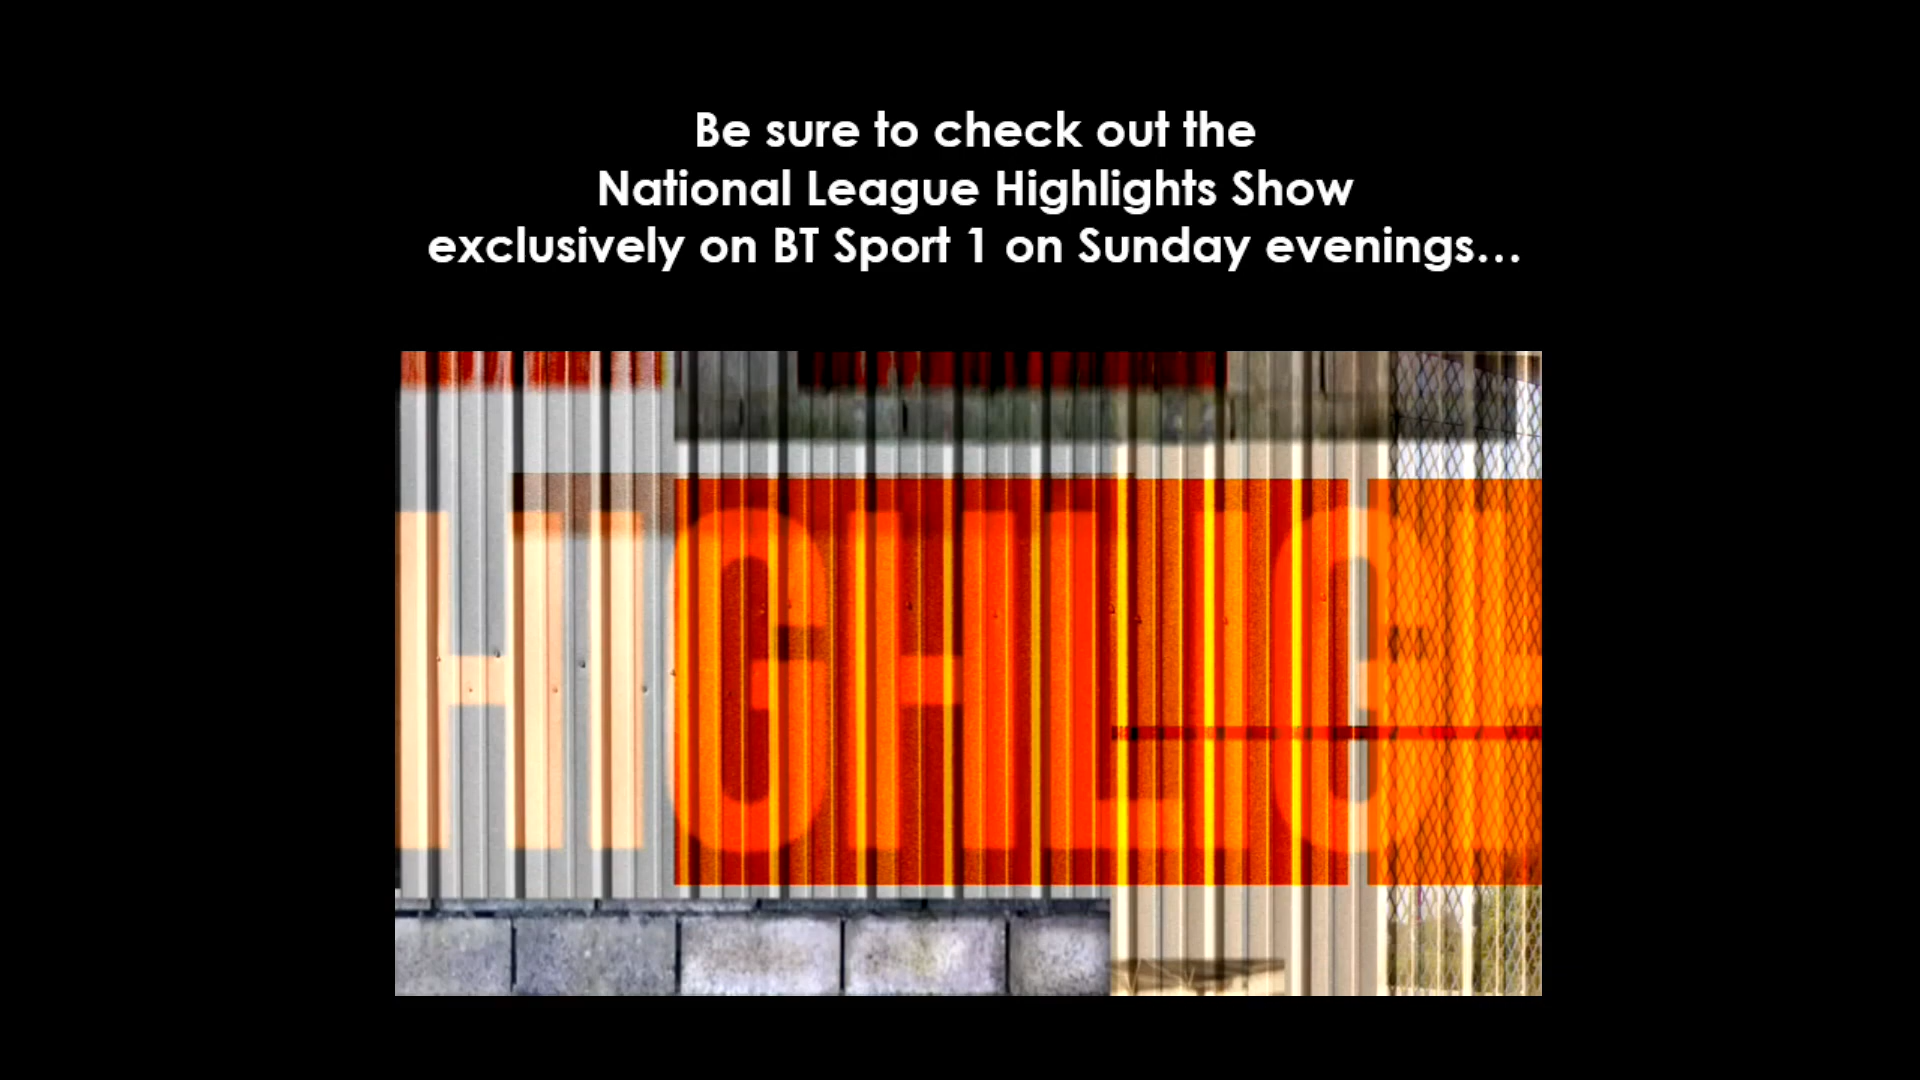 Be sure to check out the
National League Highlights Show
exclusively on BT Sport 1 on Sunday evenings...